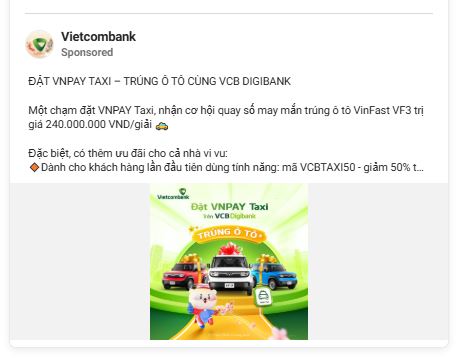 Vietcombank
Sponsored
ĐẶT VNPAY TAXI – TRÚNG Ô TÔ CÙNG VCB DIGIBANK
Một chạm đặt VNPAY Taxi, nhận cơ hội quay số may mắn trúng ô tô VinFast VF3 trị
giá 240.000.000 VND/giải 🚕
Đặc biệt, có thêm ưu đãi cho cả nhà vi vu:
🔶Dành cho khách hàng lần đầu tiên dùng tính năng: mã VCBTAXI50 - giảm 50% t...
Vietcombank
Đặt VNPAY Taxi
trên VCB Digibank
TRÚNG Ô TÔ